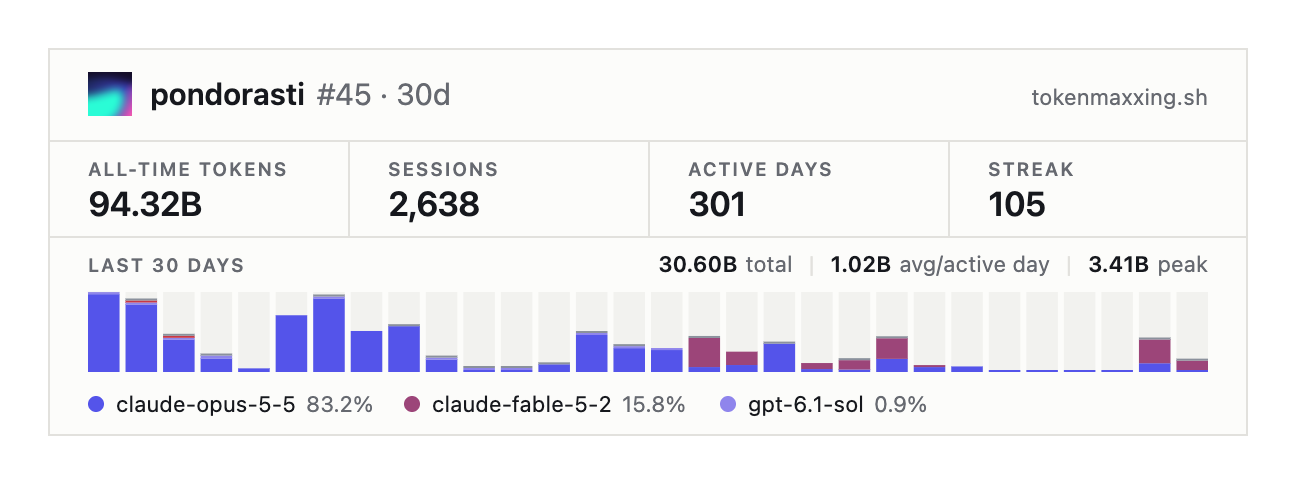 pondorasti #45 · 30d
tokenmaxxing.sh
ALL-TIME TOKENS
94.32B
SESSIONS
2,638
ACTIVE DAYS
301
STREAK
105
LAST 30 DAYS
30.60B total | 1.02B avg/active day | 3.41B peak
claude-opus-5-5 83.2% claude-fable-5-2 15.8% gpt-6.1-sol 0.9%